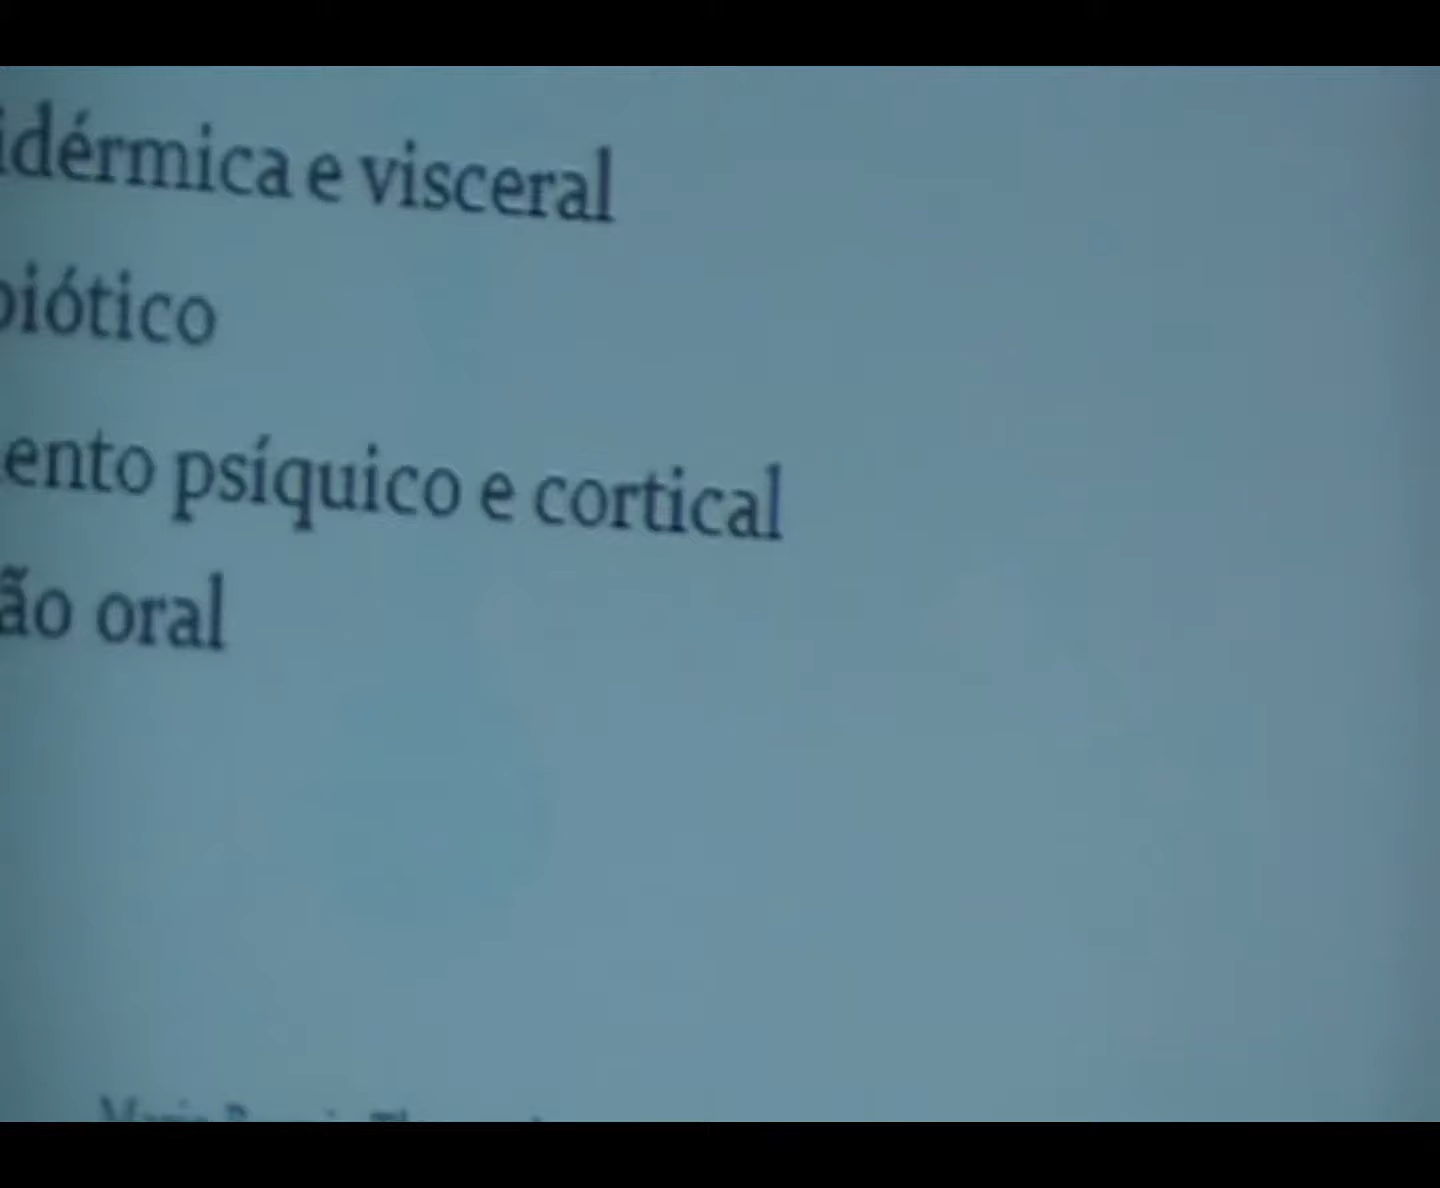 idérmica e visceral
biótico
ento psíquico e cortical
ão oral